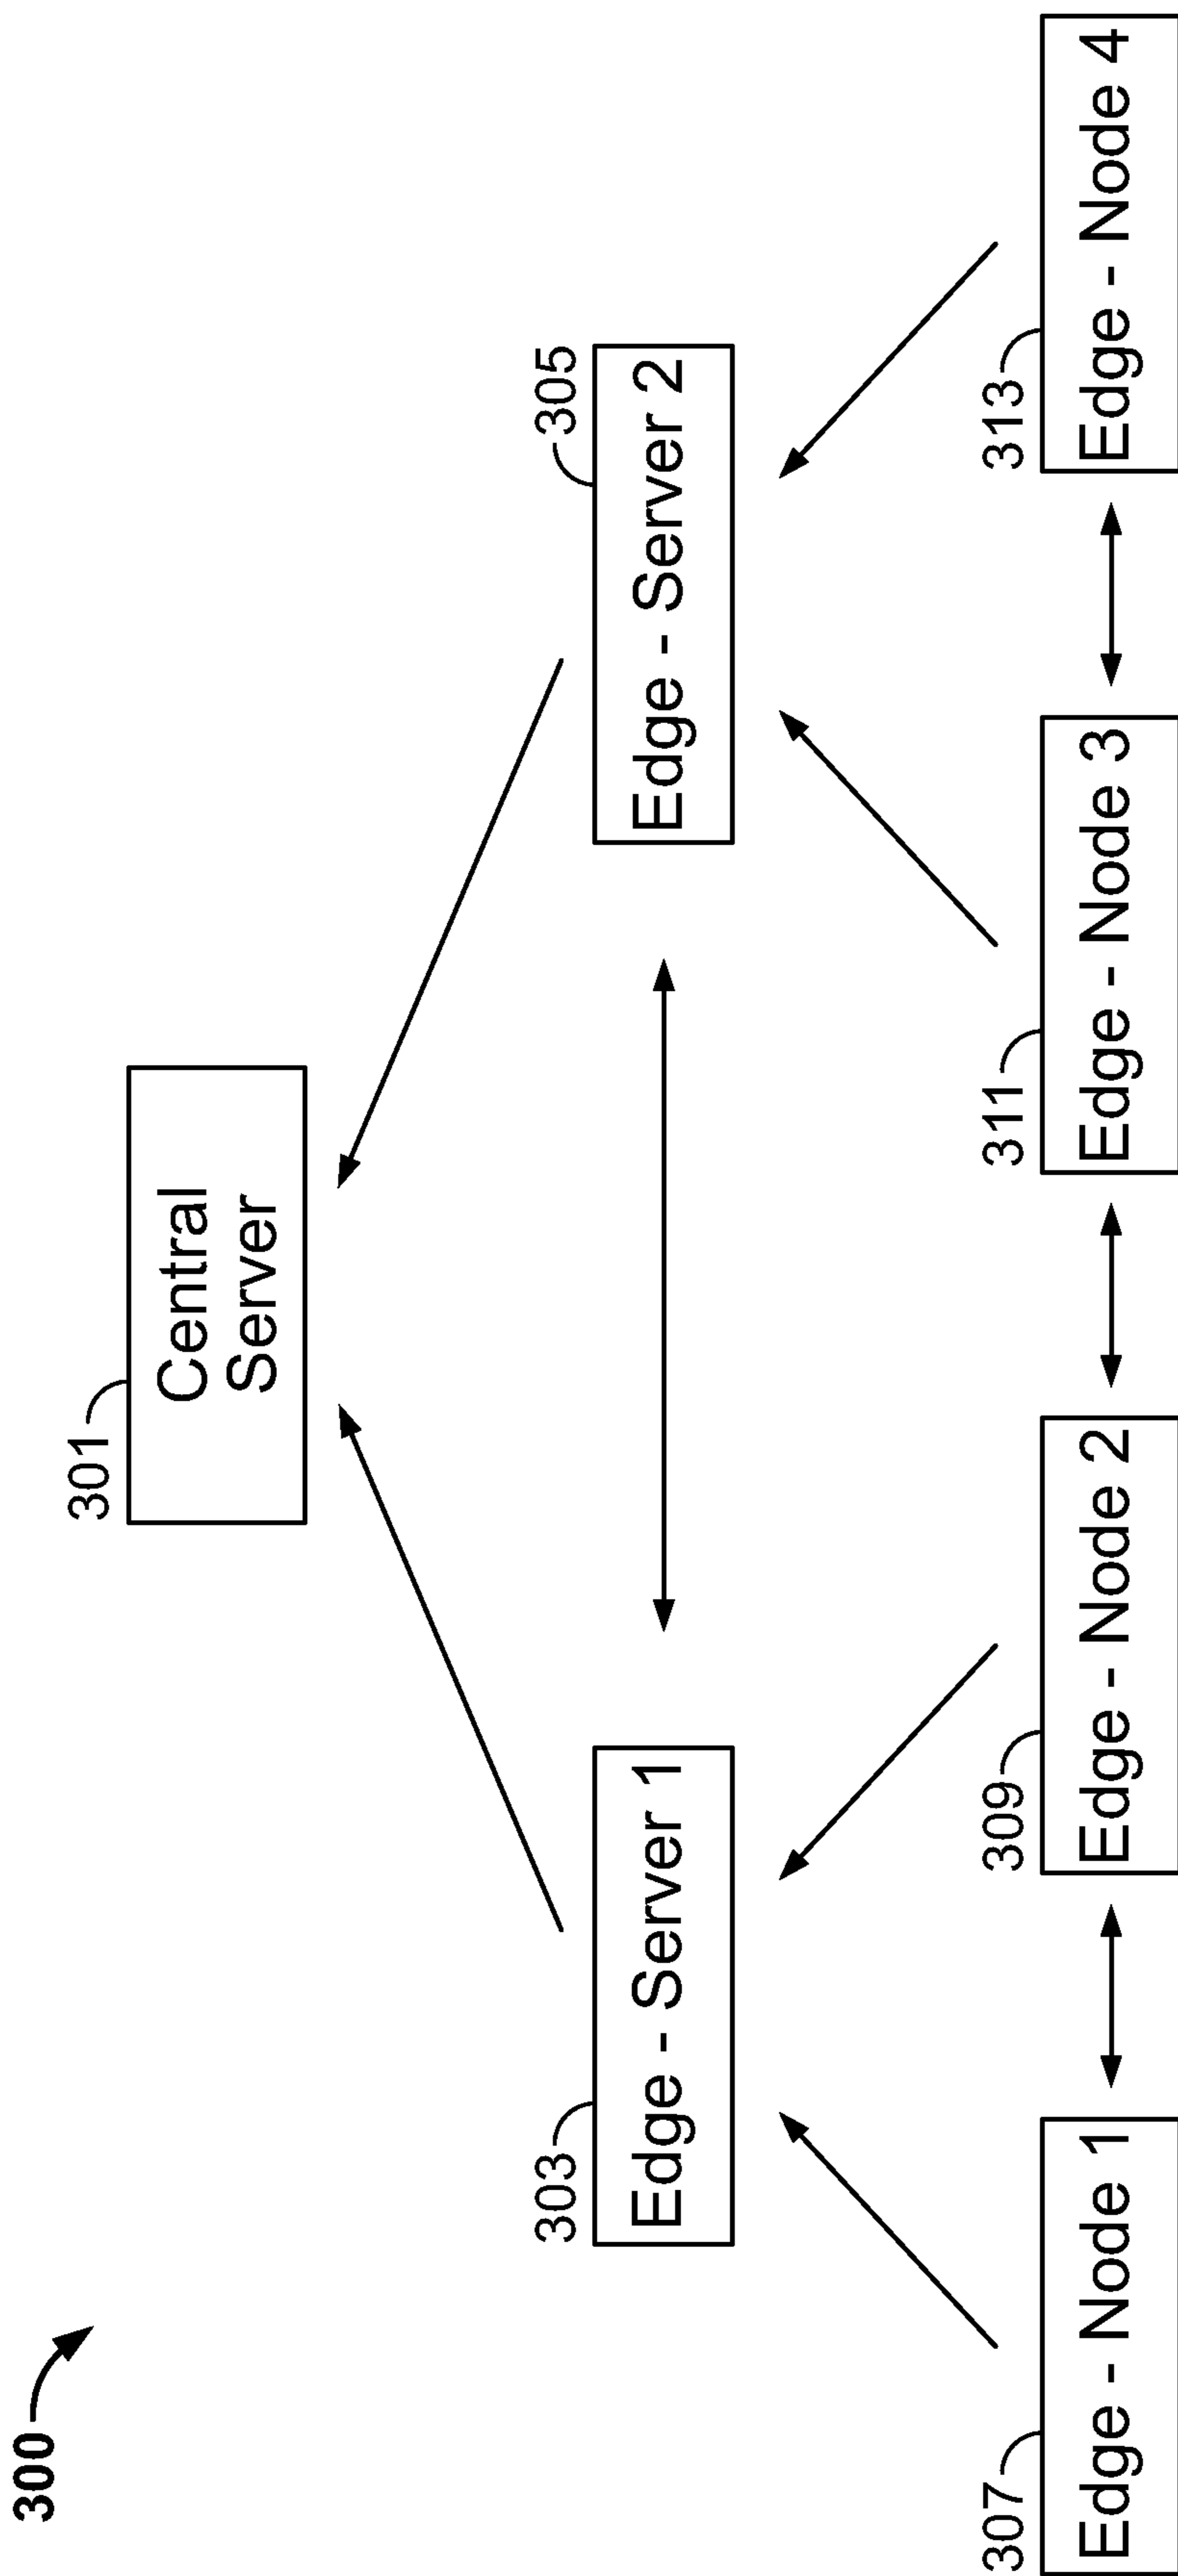 300
301
Central
Server
303
Edge - Server 1
305
Edge - Server 2
307
Edge - Node 1
309
Edge - Node 2
311
Edge - Node 3
313
Edge - Node 4